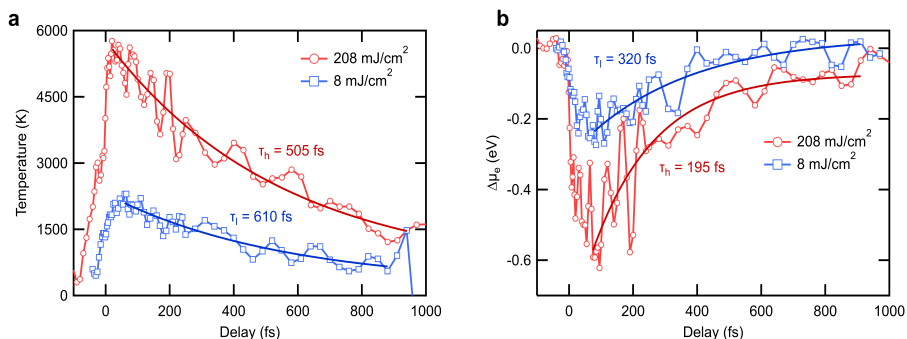 a
6000
4500
3000
1500
0
Temperature (K)
208 mJ/cm²
8 mJ/cm²
τh = 505 fs
τl = 610 fs
0 200 400 600 800 1000
Delay (fs)
b
0.0
-0.2
-0.4
-0.6
Δμe (eV)
τl = 320 fs
208 mJ/cm²
8 mJ/cm²
τh = 195 fs
0 200 400 600 800 1000
Delay (fs)